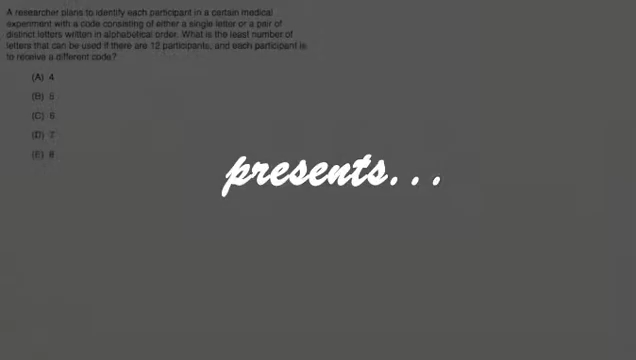 A researcher plans to identify each participant in a certain medical
experiment with a code consisting of either a single letter or a pair of
distinct letters written in alphabetical order. What is the least number of
letters that can be used if there are 12 participants, and each participant is
to receive a different code?
(A) 4
(B) 5
(C) 6
(D) 7
(E) 8
presents...